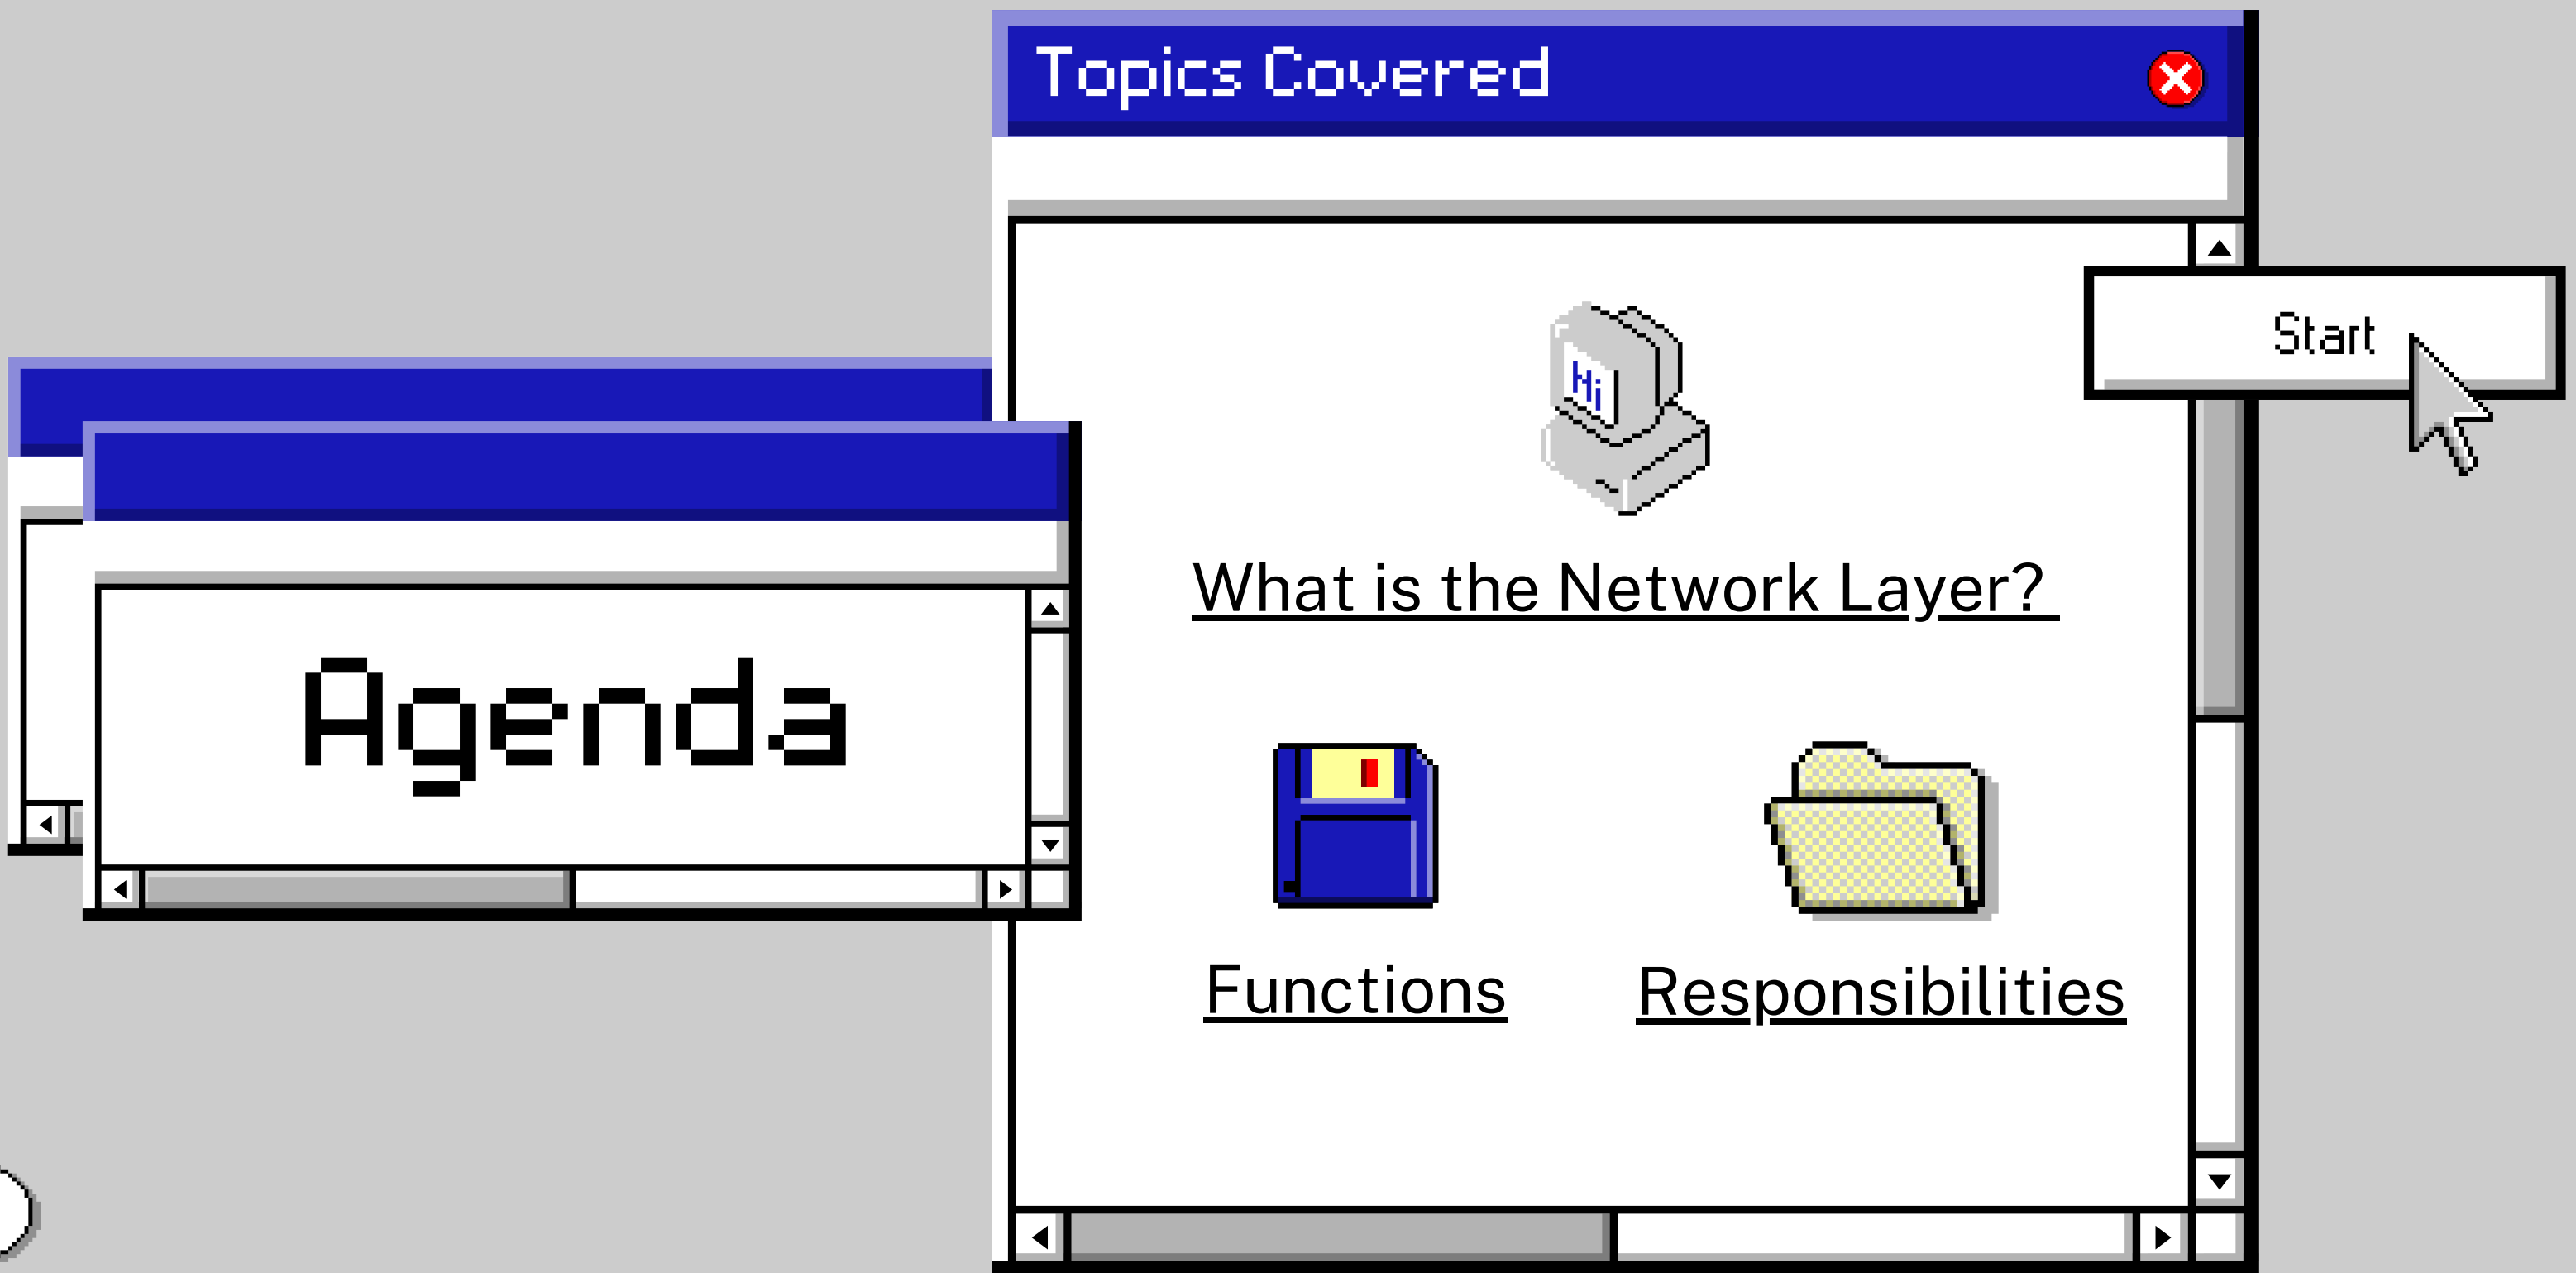 Topics Covered
Start
Hi
What is the Network Layer?
Agenda
Functions
Responsibilities